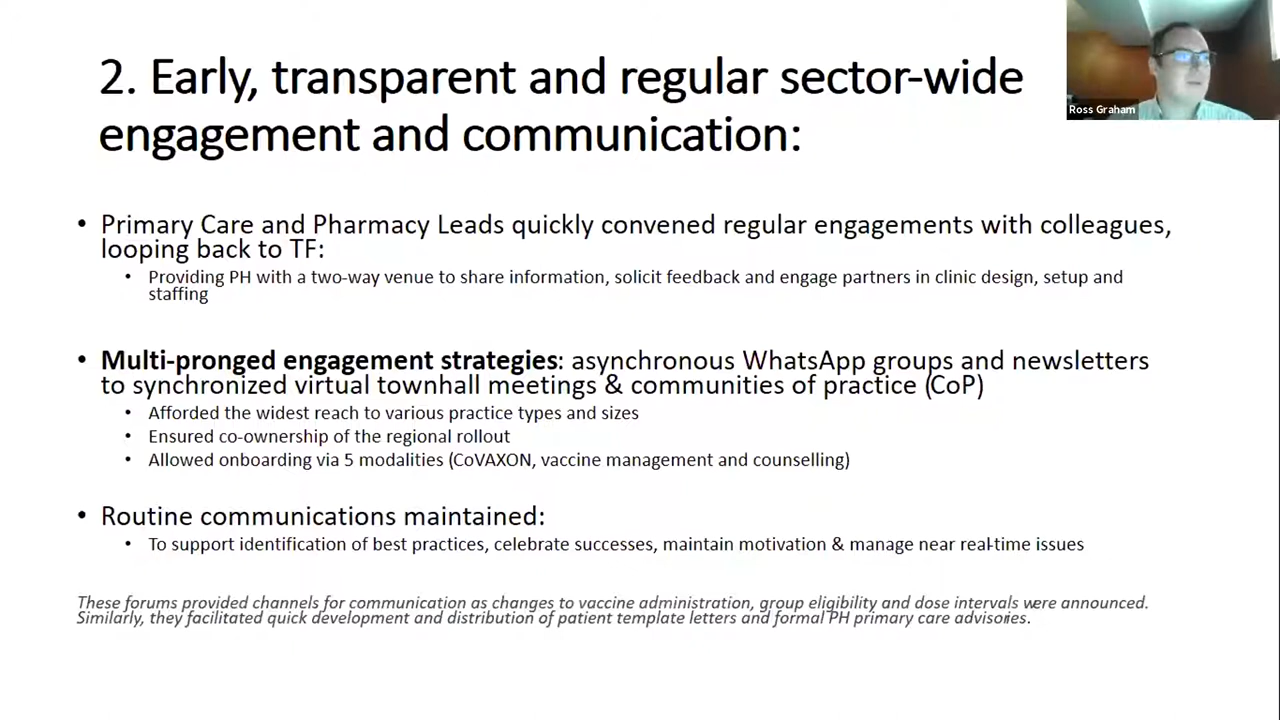 2. Early, transparent and regular sector-wide
engagement and communication:
Ross Graham
• Primary Care and Pharmacy Leads quickly convened regular engagements with colleagues,
looping back to TF:
• Providing PH with a two-way venue to share information, solicit feedback and engage partners in clinic design, setup and
staffing
• Multi-pronged engagement strategies: asynchronous WhatsApp groups and newsletters
to synchronized virtual townhall meetings & communities of practice (CoP)
• Afforded the widest reach to various practice types and sizes
• Ensured co-ownership of the regional rollout
• Allowed onboarding via 5 modalities (CoVAXON, vaccine management and counselling)
• Routine communications maintained:
• To support identification of best practices, celebrate successes, maintain motivation & manage near real-time issues
These forums provided channels for communication as changes to vaccine administration, group eligibility and dose intervals were announced.
Similarly, they facilitated quick development and distribution of patient template letters and formal PH primary care advisories.